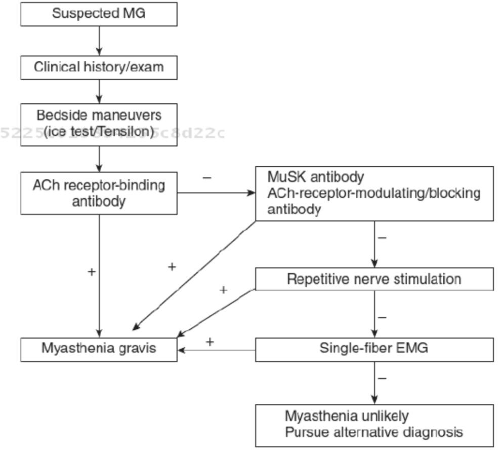 Suspected MG
Clinical history/exam
Bedside maneuvers
(ice test/Tensilon)
ACh receptor-binding
antibody
–
MuSK antibody
ACh-receptor-modulating/blocking
antibody
–
+
+
+
Repetitive nerve stimulation
–
Myasthenia gravis
+
Single-fiber EMG
–
Myasthenia unlikely
Pursue alternative diagnosis